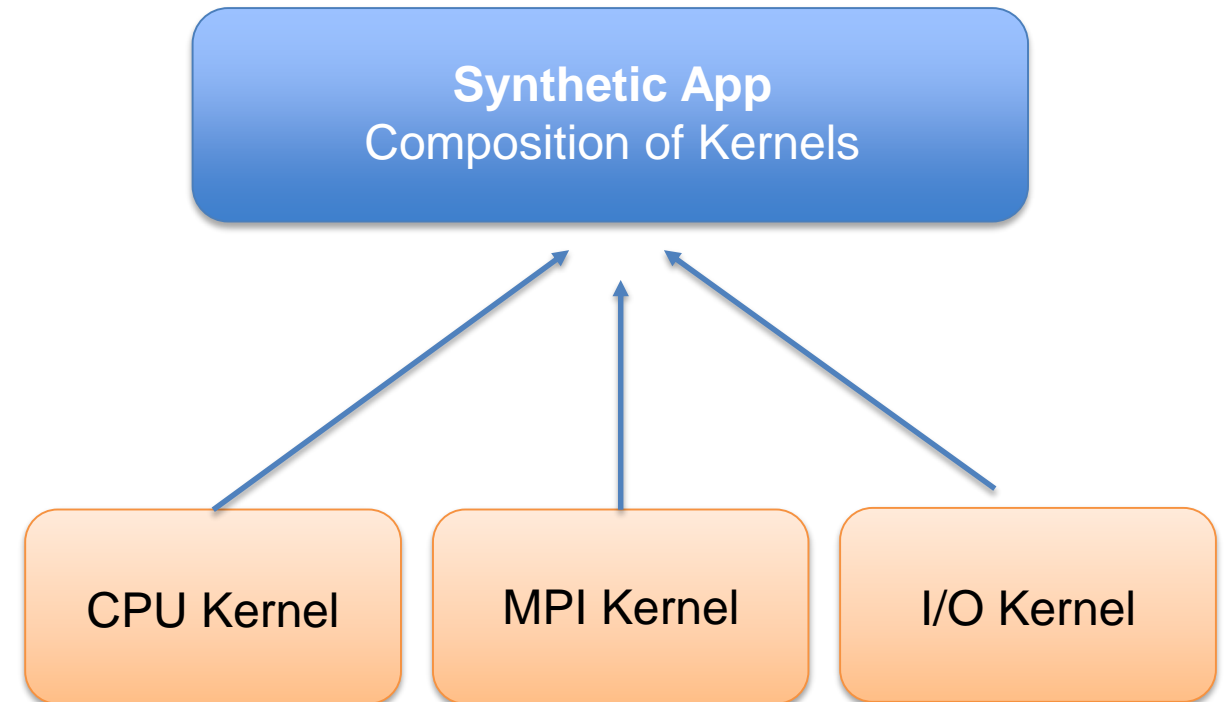 Synthetic App
Composition of Kernels
CPU Kernel
MPI Kernel
I/O Kernel